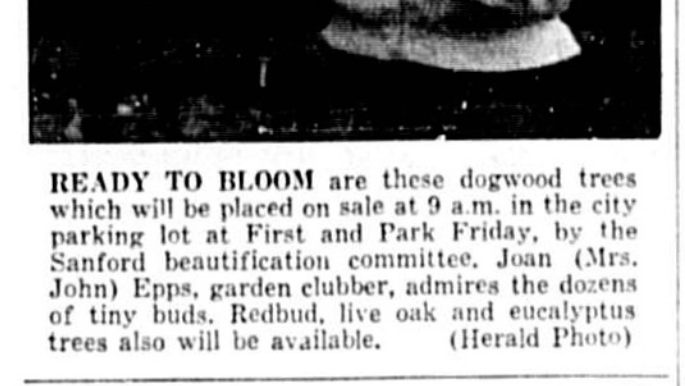 READY TO BLOOM are these dogwood trees
which will be placed on sale at 9 a.m. in the city
parking lot at First and Park Friday, by the
Sanford beautification committee. Joan (Mrs.
John) Epps, garden clubber, admires the dozens
of tiny buds. Redbud, live oak and eucalyptus
trees also will be available. (Herald Photo)